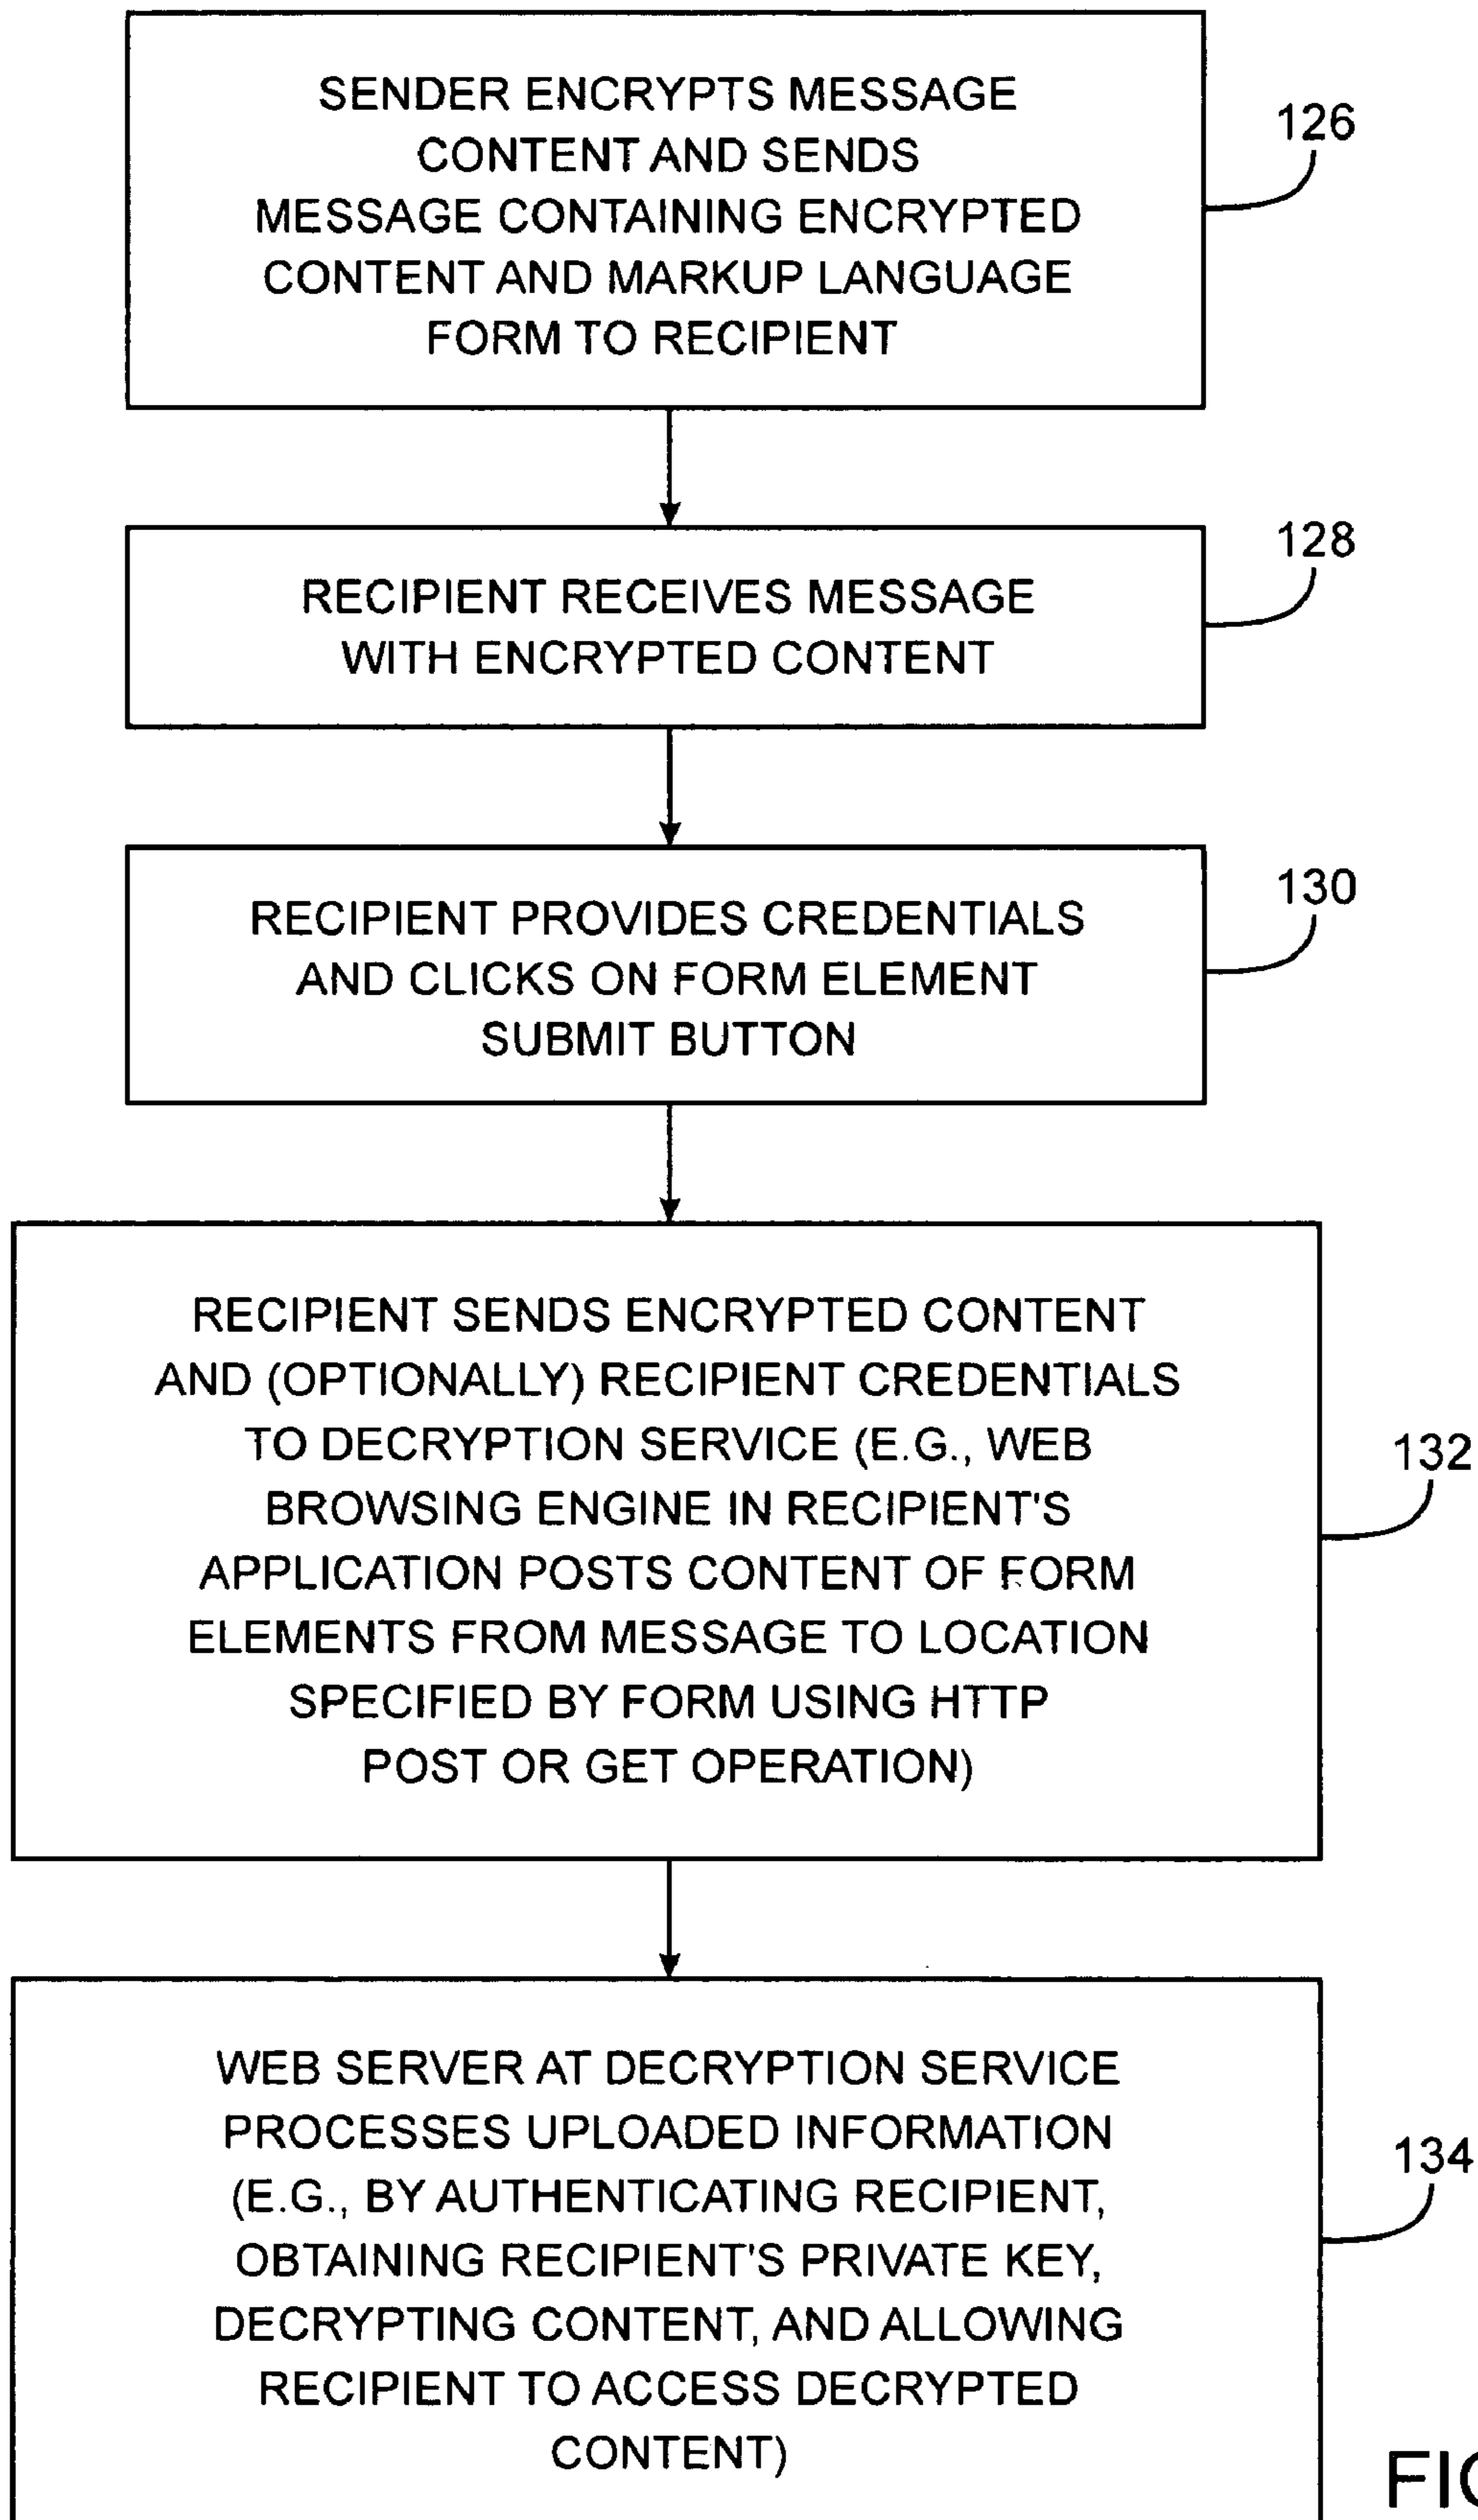 SENDER ENCRYPTS MESSAGE
CONTENT AND SENDS
MESSAGE CONTAINING ENCRYPTED
CONTENT AND MARKUP LANGUAGE
FORM TO RECIPIENT
126
RECIPIENT RECEIVES MESSAGE
WITH ENCRYPTED CONTENT
128
RECIPIENT PROVIDES CREDENTIALS
AND CLICKS ON FORM ELEMENT
SUBMIT BUTTON
130
RECIPIENT SENDS ENCRYPTED CONTENT
AND (OPTIONALLY) RECIPIENT CREDENTIALS
TO DECRYPTION SERVICE (E.G., WEB
BROWSING ENGINE IN RECIPIENT'S
APPLICATION POSTS CONTENT OF FORM
ELEMENTS FROM MESSAGE TO LOCATION
SPECIFIED BY FORM USING HTTP
POST OR GET OPERATION)
132
WEB SERVER AT DECRYPTION SERVICE
PROCESSES UPLOADED INFORMATION
(E.G., BY AUTHENTICATING RECIPIENT,
OBTAINING RECIPIENT'S PRIVATE KEY,
DECRYPTING CONTENT, AND ALLOWING
RECIPIENT TO ACCESS DECRYPTED
CONTENT)
134